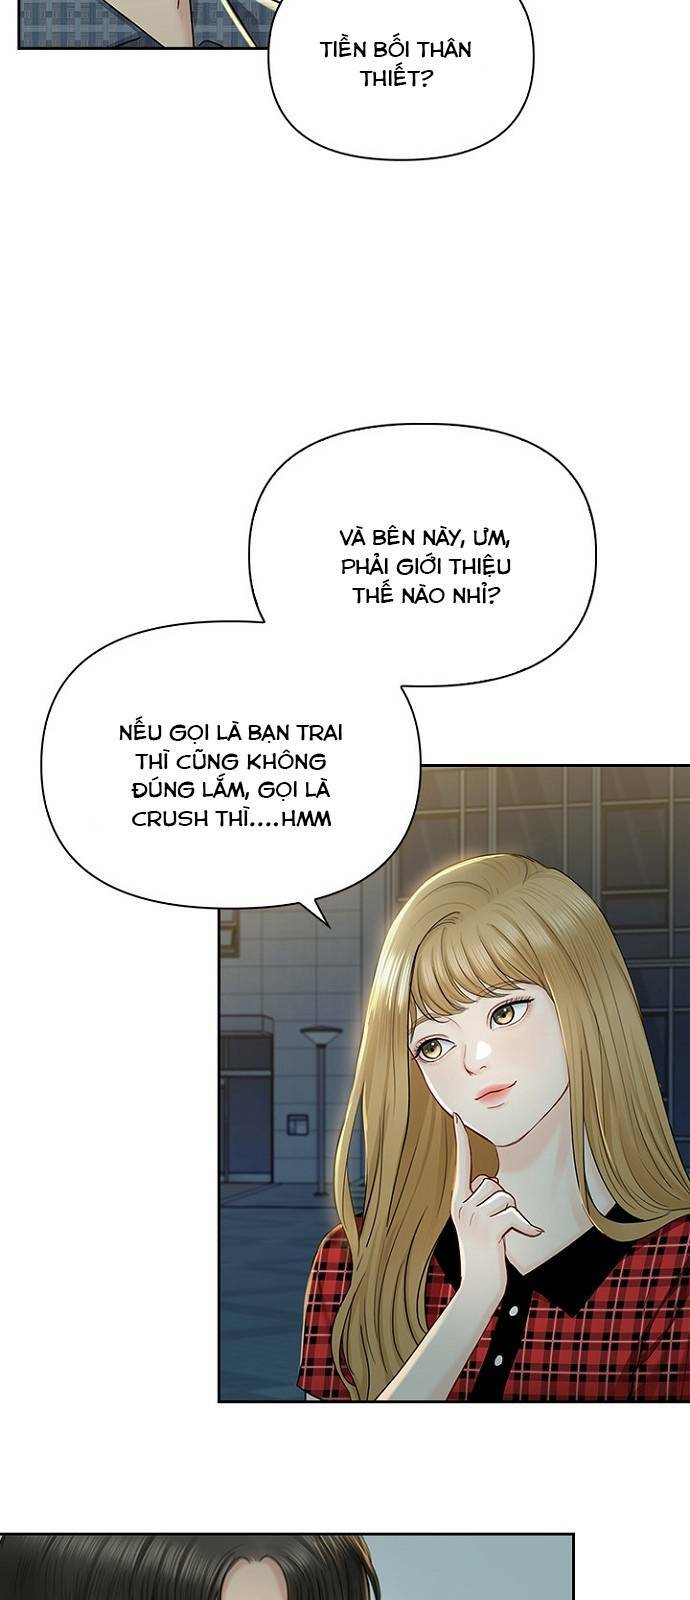 TIỀN BỐI THÂN
THIẾT?
VÀ BÊN NÀY, ƯM,
PHẢI GIỚI THIỆU
THẾ NÀO NHỈ?
NẾU GỌI LÀ BẠN TRAI
THÌ CŨNG KHÔNG
ĐÚNG LẮM, GỌI LÀ
CRUSH THÌ....HMM